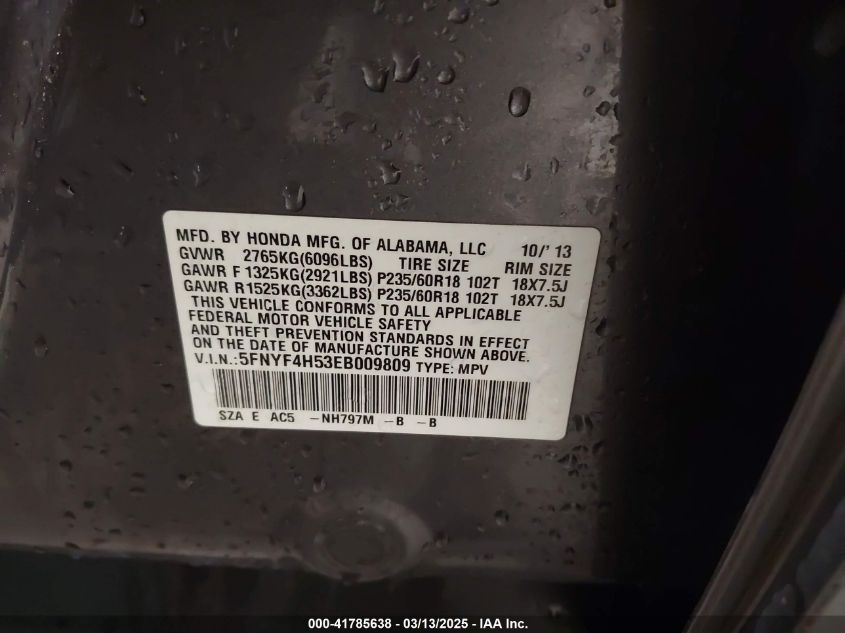 MFD. BY HONDA MFG. OF ALABAMA, LLC 10/' 13
GVWR 2765KG(6096LBS) TIRE SIZE RIM SIZE
GAWR F 1325KG(2921LBS) P235/60R18 102T 18X7.5J
GAWR R1525KG(3362LBS) P235/60R18 102T 18X7.5J
THIS VEHICLE CONFORMS TO ALL APPLICABLE
FEDERAL MOTOR VEHICLE SAFETY
AND THEFT PREVENTION STANDARDS IN EFFECT
ON THE DATE OF MANUFACTURE SHOWN ABOVE.
V.I.N.:5FNYF4H53EB009809 TYPE: MPV
SZA E AC5 -NH797M -B -B
000-41785638 - 03/13/2025 - IAA Inc.